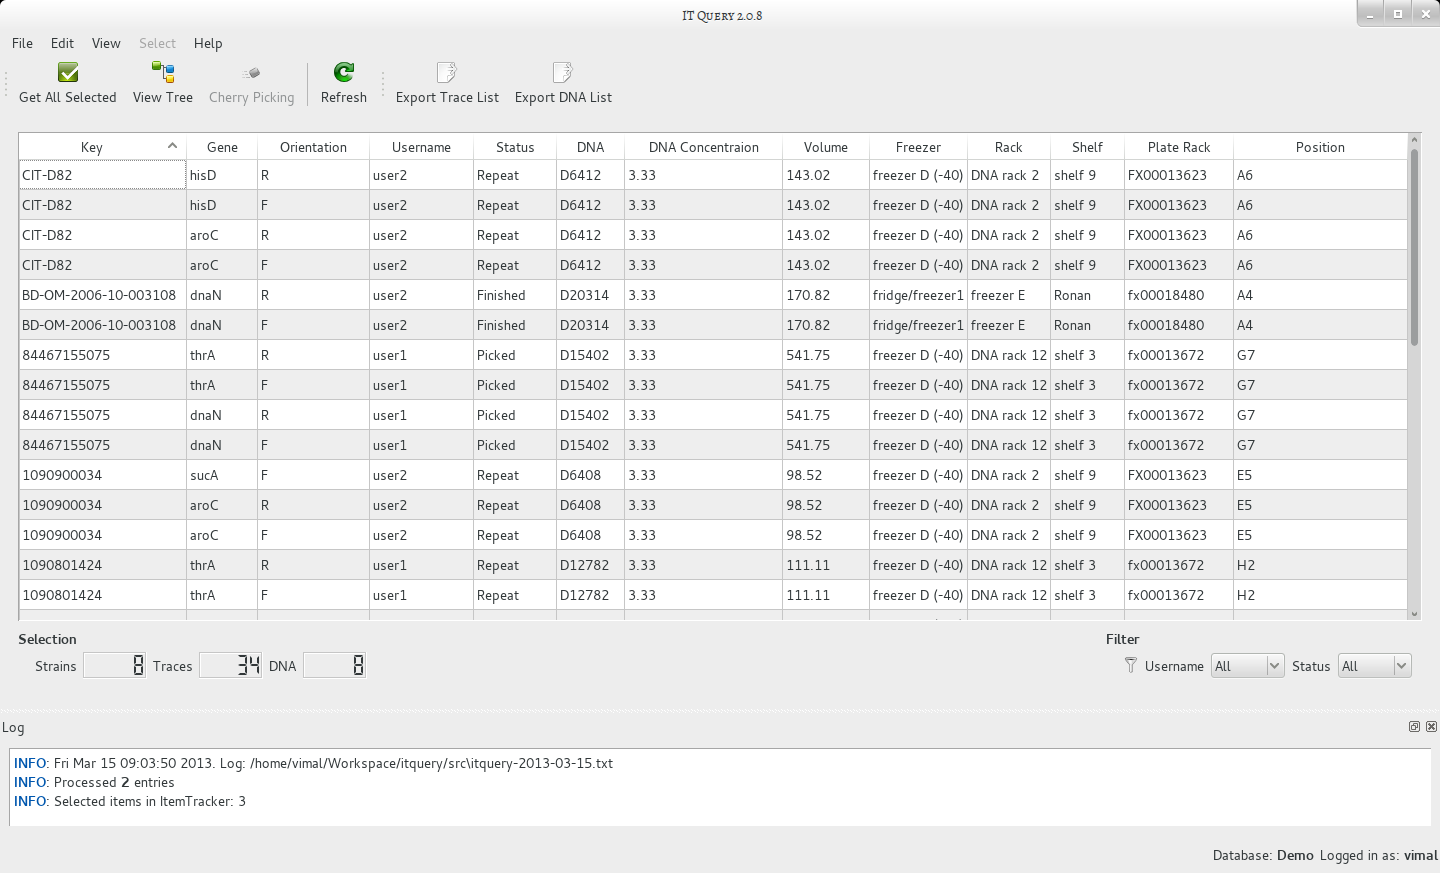 IT Query 2.0.8
File Edit View Select Help
Get All Selected View Tree Cherry Picking Refresh Export Trace List Export DNA List
Key Gene Orientation Username Status DNA DNA Concentraion Volume Freezer Rack Shelf Plate Rack Position
CIT-D82 hisD R user2 Repeat D6412 3.33 143.02 freezer D (-40) DNA rack 2 shelf 9 FX00013623 A6
CIT-D82 hisD F user2 Repeat D6412 3.33 143.02 freezer D (-40) DNA rack 2 shelf 9 FX00013623 A6
CIT-D82 aroC R user2 Repeat D6412 3.33 143.02 freezer D (-40) DNA rack 2 shelf 9 FX00013623 A6
CIT-D82 aroC F user2 Repeat D6412 3.33 143.02 freezer D (-40) DNA rack 2 shelf 9 FX00013623 A6
BD-OM-2006-10-003108 dnaN R user2 Finished D20314 3.33 170.82 fridge/freezer1 freezer E Ronan fx00018480 A4
BD-OM-2006-10-003108 dnaN F user2 Finished D20314 3.33 170.82 fridge/freezer1 freezer E Ronan fx00018480 A4
84467155075 thrA R user1 Picked D15402 3.33 541.75 freezer D (-40) DNA rack 12 shelf 3 fx00013672 G7
84467155075 thrA F user1 Picked D15402 3.33 541.75 freezer D (-40) DNA rack 12 shelf 3 fx00013672 G7
84467155075 dnaN R user1 Picked D15402 3.33 541.75 freezer D (-40) DNA rack 12 shelf 3 fx00013672 G7
84467155075 dnaN F user1 Picked D15402 3.33 541.75 freezer D (-40) DNA rack 12 shelf 3 fx00013672 G7
1090900034 sucA F user2 Repeat D6408 3.33 98.52 freezer D (-40) DNA rack 2 shelf 9 FX00013623 E5
1090900034 aroC R user2 Repeat D6408 3.33 98.52 freezer D (-40) DNA rack 2 shelf 9 FX00013623 E5
1090900034 aroC F user2 Repeat D6408 3.33 98.52 freezer D (-40) DNA rack 2 shelf 9 FX00013623 E5
1090801424 thrA R user1 Repeat D12782 3.33 111.11 freezer D (-40) DNA rack 12 shelf 3 fx00013672 H2
1090801424 thrA F user1 Repeat D12782 3.33 111.11 freezer D (-40) DNA rack 12 shelf 3 fx00013672 H2
Selection Filter
Strains 8 Traces 34 DNA 8 Username All Status All
Log
INFO: Fri Mar 15 09:03:50 2013. Log: /home/vimal/Workspace/itquery/src\itquery-2013-03-15.txt
INFO: Processed 2 entries
INFO: Selected items in ItemTracker: 3
Database: Demo Logged in as: vimal